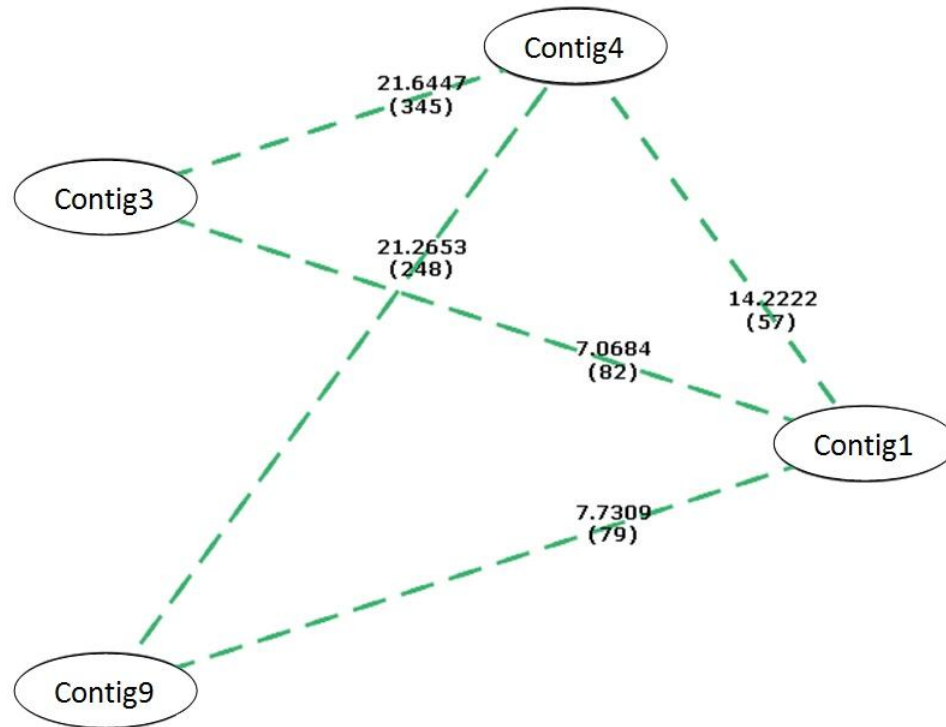 Contig4
21.6447
(345)
Contig3
21.2653
(248)
14.2222
(57)
7.0684
(82)
Contig1
7.7309
(79)
Contig9